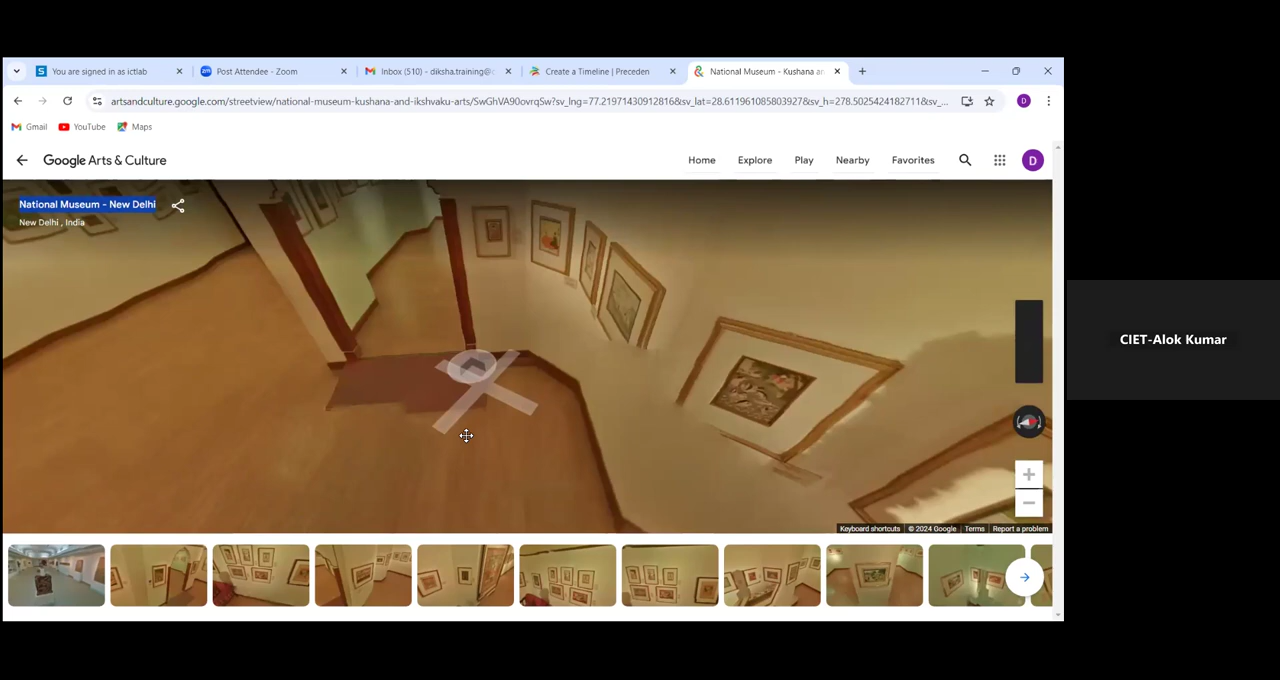 You are signed in as ictlab
Post Attendee - Zoom
Inbox (510) - diksha.training@c
Create a Timeline | Preceden
National Museum - Kushana an
artsandculture.google.com/streetview/national-museum-kushana-and-ikshvaku-arts/SwGhVA90ovrqSw?sv_lng=77.21971430912816&sv_lat=28.611961085803927&sv_h=278.5025424182711&sv_...
D
Gmail
YouTube
Maps
Google Arts & Culture
Home
Explore
Play
Nearby
Favorites
D
National Museum - New Delhi
New Delhi , India
CIET-Alok Kumar
Keyboard shortcuts
© 2024 Google
Terms
Report a problem